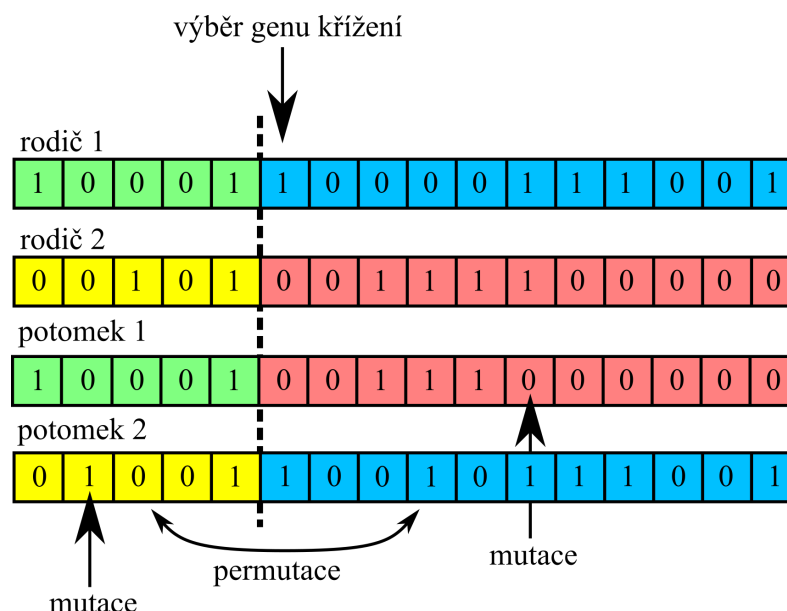 výběr genu křížení
rodič 1
1 0 0 0 1 1 0 0 0 0 1 1 1 0 0 1
rodič 2
0 0 1 0 1 0 0 1 1 1 1 0 0 0 0 0
potomek 1
1 0 0 0 1 0 0 1 1 1 0 0 0 0 0 0
potomek 2
0 1 0 0 1 1 0 0 1 0 1 1 1 0 0 1
permutace
mutace
mutace